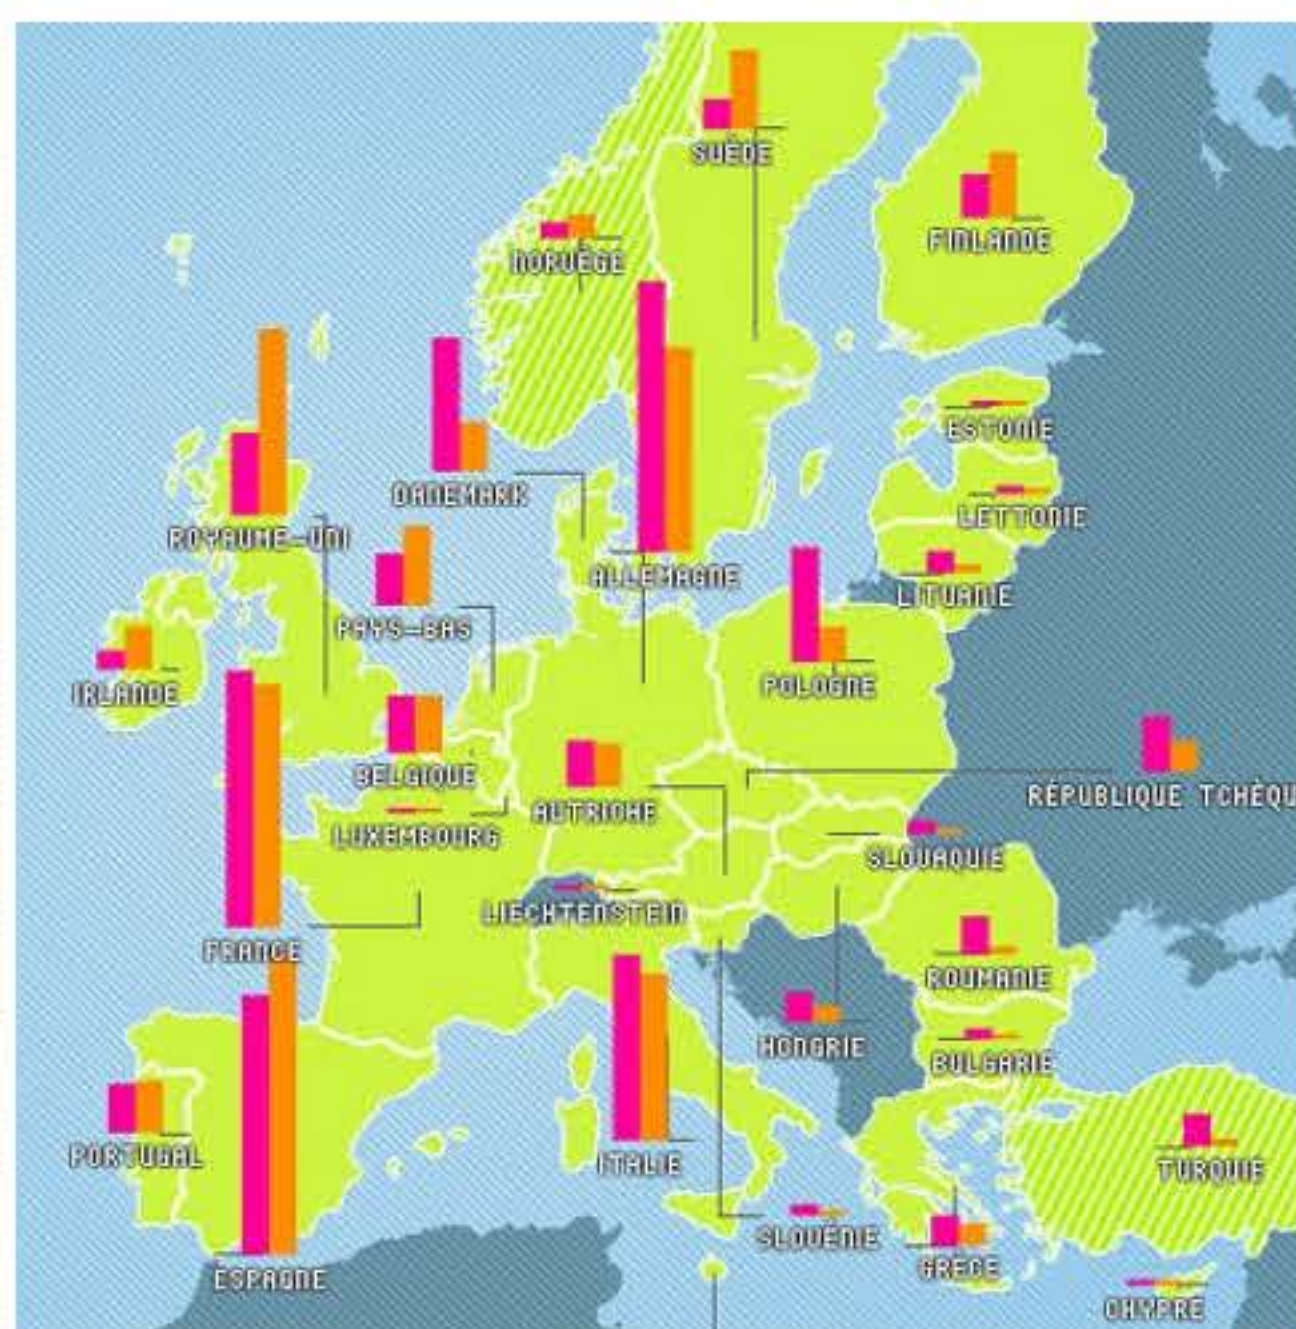 SUÈDE
FINLANDE
NORVÈGE
ESTONIE
DANEMARK
LETTONIE
ROYAUME-UNI
ALLEMAGNE
LITUANIE
PAYS-BAS
IRLANDE
POLOGNE
BELGIQUE
RÉPUBLIQUE TCHÈQU
AUTRICHE
LUXEMBOURG
SLOVAQUIE
LIECHTENSTEIN
FRANCE
ROUMANIE
HONGRIE
BULGARIE
PORTUGAL
ITALIE
TURQUIE
SLOVÉNIE
GRÈCE
ESPAGNE
CHYPRE